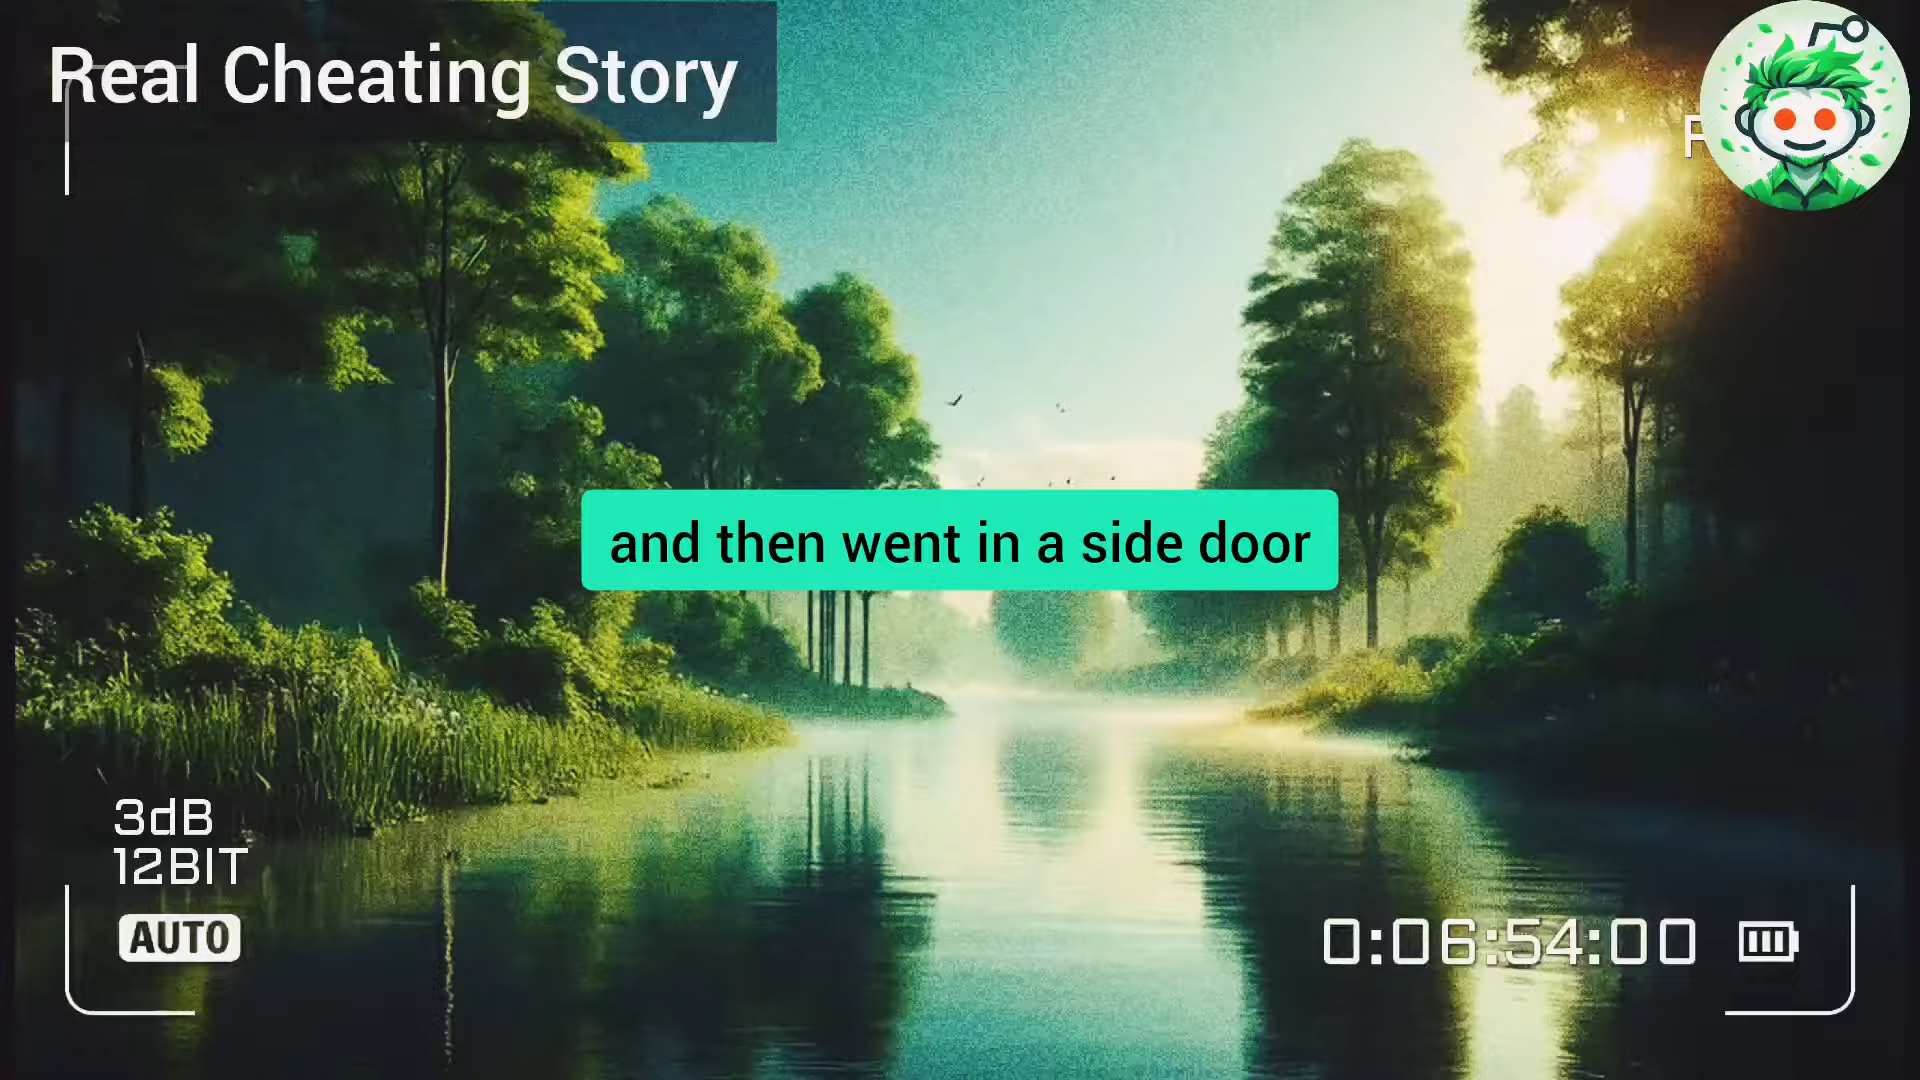 Real Cheating Story
and then went in a side door
3dB
12BIT
AUTO
0:06:54:00